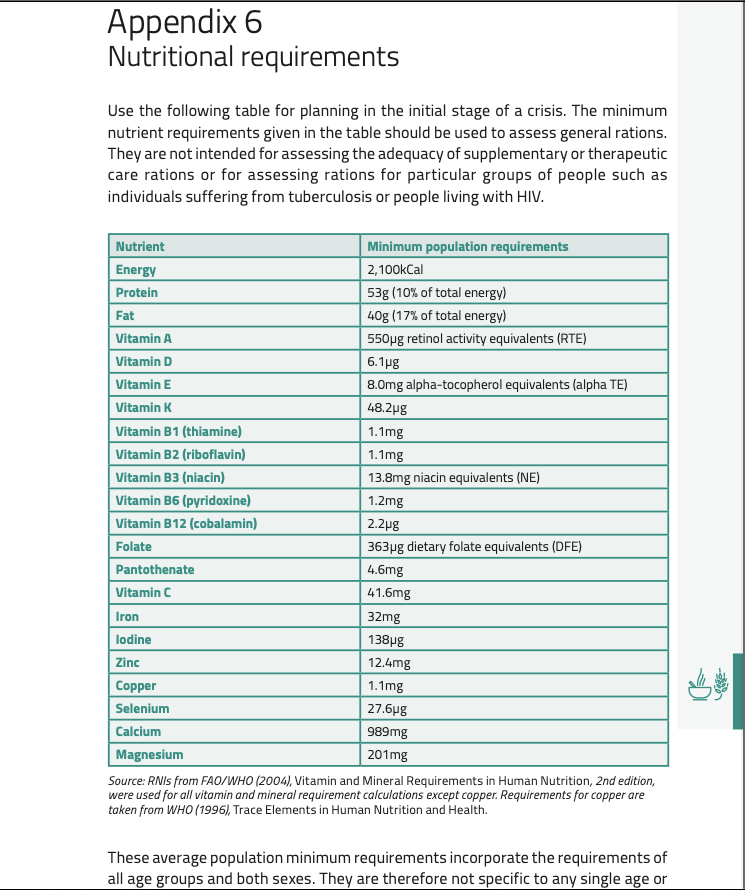 Appendix 6
Nutritional requirements
Use the following table for planning in the initial stage of a crisis. The minimum
nutrient requirements given in the table should be used to assess general rations.
They are not intended for assessing the adequacy of supplementary or therapeutic
care rations or for assessing rations for particular groups of people such as
individuals suffering from tuberculosis or people living with HIV.
Nutrient Minimum population requirements
Energy 2,100kCal
Protein 53g (10% of total energy)
Fat 40g (17% of total energy)
Vitamin A 550µg retinol activity equivalents (RTE)
Vitamin D 6.1µg
Vitamin E 8.0mg alpha-tocopherol equivalents (alpha TE)
Vitamin K 48.2µg
Vitamin B1 (thiamine) 1.1mg
Vitamin B2 (riboflavin) 1.1mg
Vitamin B3 (niacin) 13.8mg niacin equivalents (NE)
Vitamin B6 (pyridoxine) 1.2mg
Vitamin B12 (cobalamin) 2.2µg
Folate 363µg dietary folate equivalents (DFE)
Pantothenate 4.6mg
Vitamin C 41.6mg
Iron 32mg
Iodine 138µg
Zinc 12.4mg
Copper 1.1mg
Selenium 27.6µg
Calcium 989mg
Magnesium 201mg
Source: RNIs from FAO/WHO (2004), Vitamin and Mineral Requirements in Human Nutrition, 2nd edition,
were used for all vitamin and mineral requirement calculations except copper. Requirements for copper are
taken from WHO (1996), Trace Elements in Human Nutrition and Health.
These average population minimum requirements incorporate the requirements of
all age groups and both sexes. They are therefore not specific to any single age or